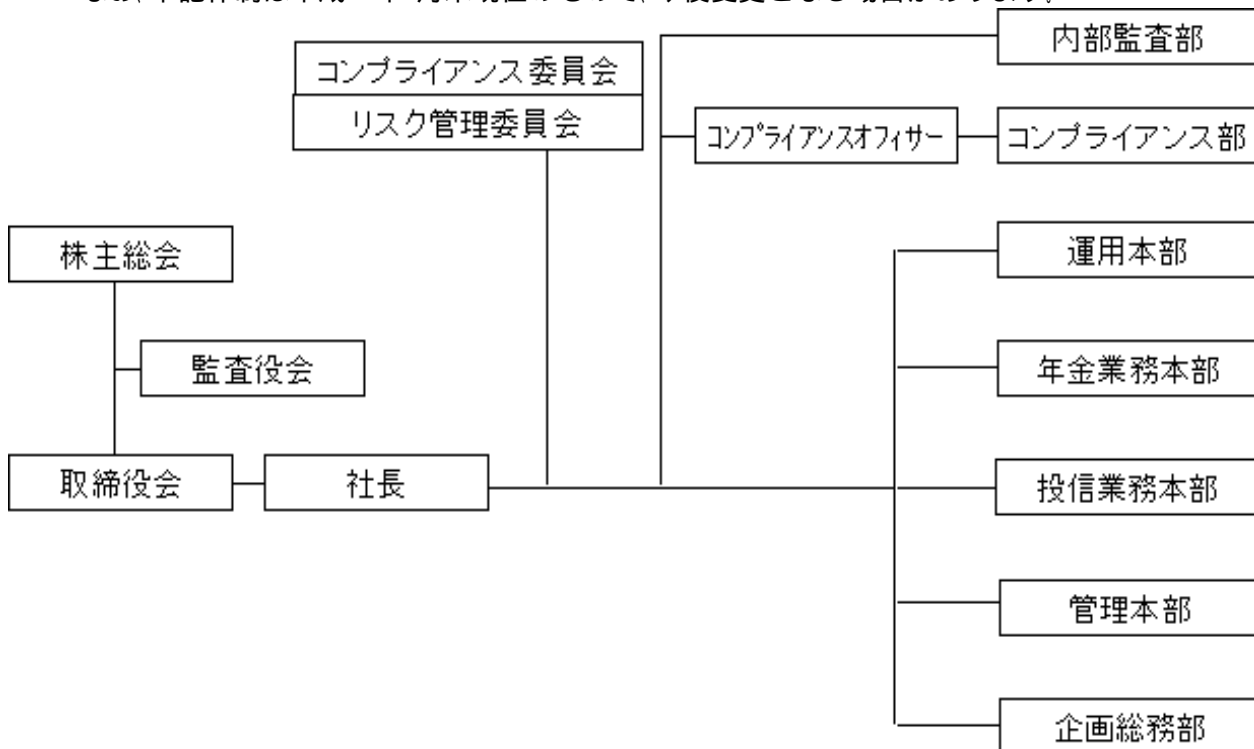 内部監査部
コンプライアンス委員会
リスク管理委員会
コンプライアンスオフィサー
コンプライアンス部
株主総会
運用本部
監査役会
年金業務本部
取締役会
社長
投信業務本部
管理本部
企画総務部